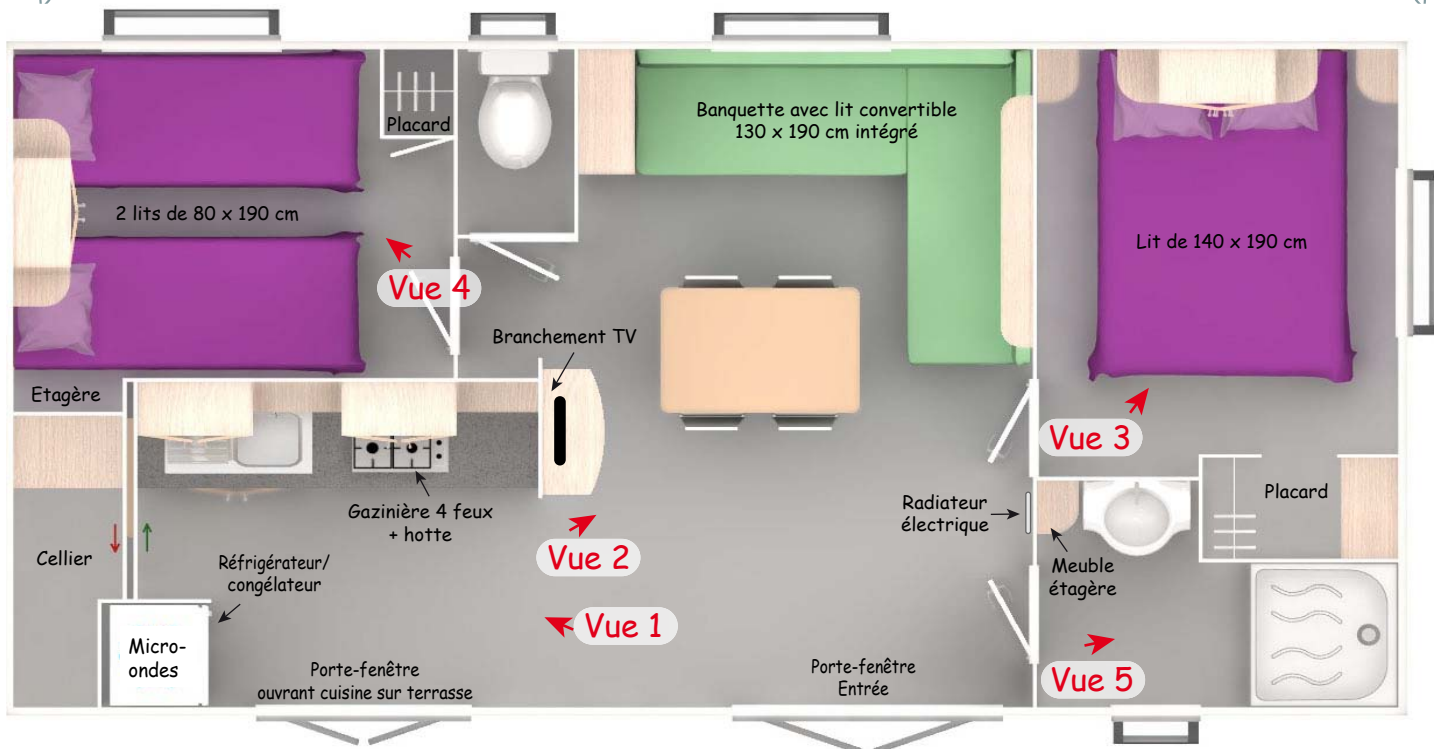 Placard
Banquette avec lit convertible
130 x 190 cm intégré
2 lits de 80 x 190 cm
Lit de 140 x 190 cm
Vue 4
Branchement TV
Etagère
Vue 3
Gazinière 4 feux
+ hotte
Radiateur
électrique
Placard
Cellier
Réfrigérateur/
congélateur
Vue 2
Meuble
étagère
Vue 1
Micro-
ondes
Porte-fenêtre
ouvrant cuisine sur terrasse
Porte-fenêtre
Entrée
Vue 5